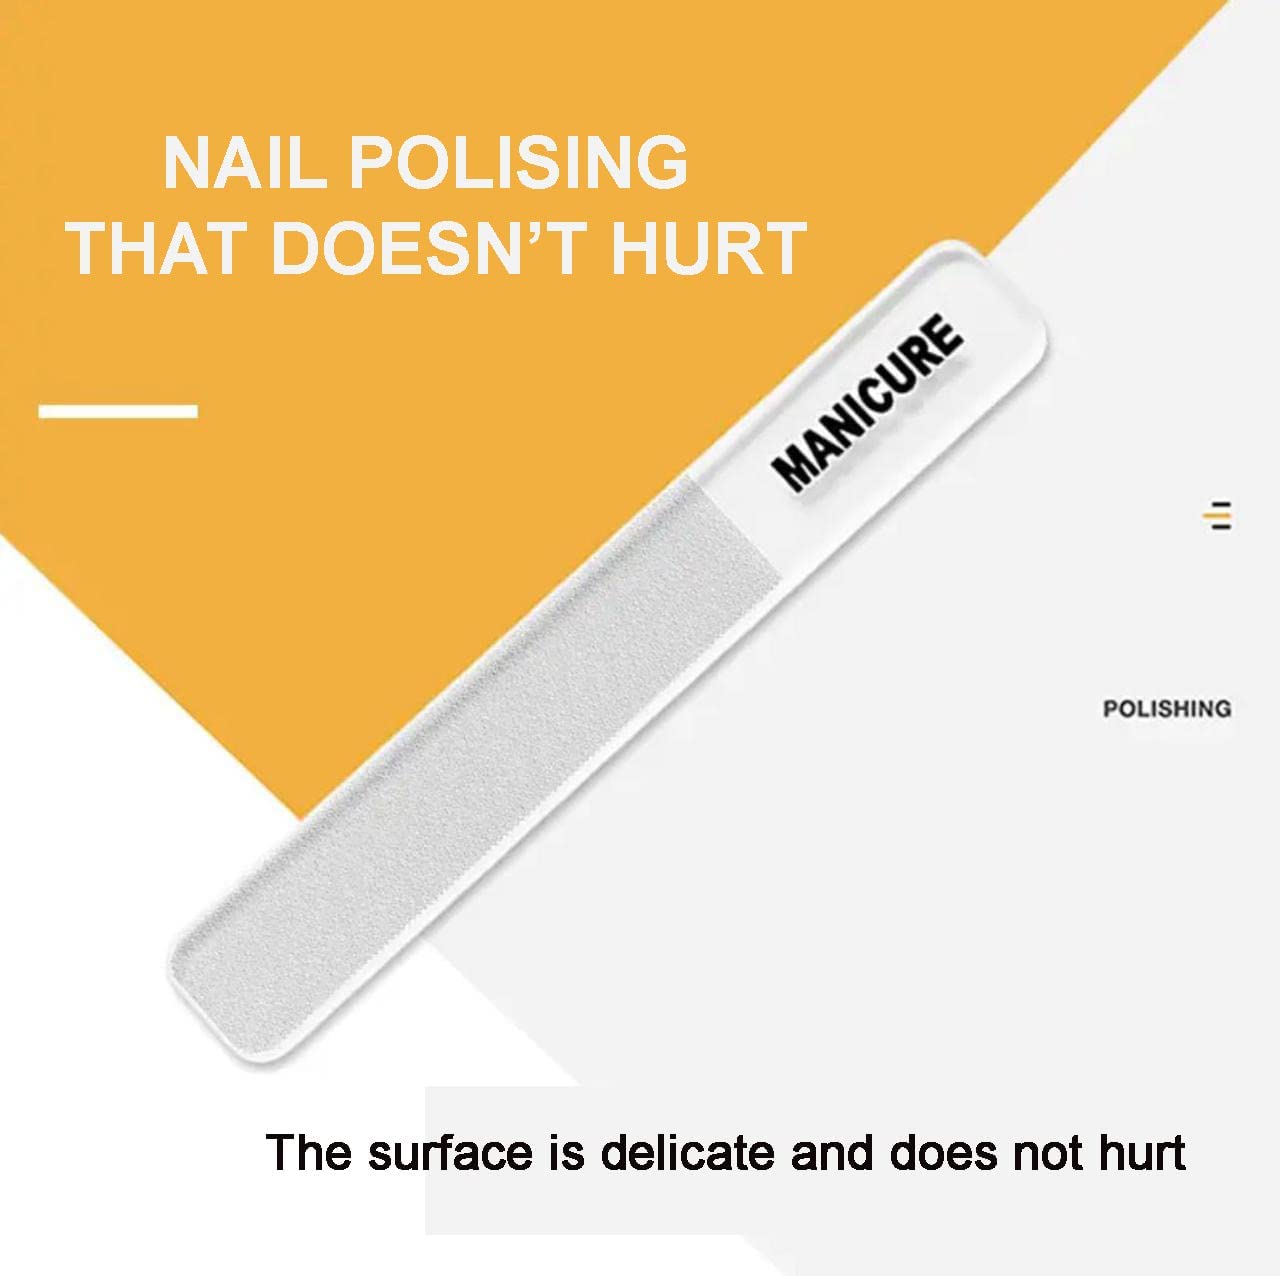 NAIL POLISING
THAT DOESN’T HURT
MANICURE
POLISHING
The surface is delicate and does not hurt